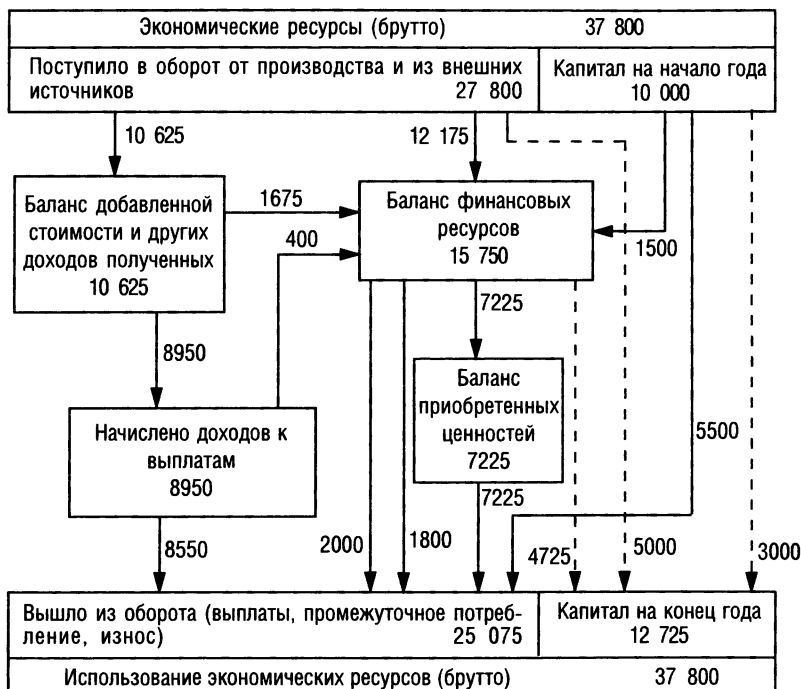 Экономические ресурсы (брутто) 37 800
Поступило в оборот от производства и из внешних
источников 27 800
Капитал на начало года
10 000
10 625
12 175
Баланс добавленной
стоимости и других
доходов полученных
10 625
1675
400
Баланс финансовых
ресурсов
15 750
1500
8950
7225
Баланс
приобретенных
ценностей
7225
Начислено доходов к
выплатам
8950
5500
7225
8550
2000
1800
4725
5000
3000
Вышло из оборота (выплаты, промежуточное потреб-
ление, износ) 25 075
Капитал на конец года
12 725
Использование экономических ресурсов (брутто) 37 800